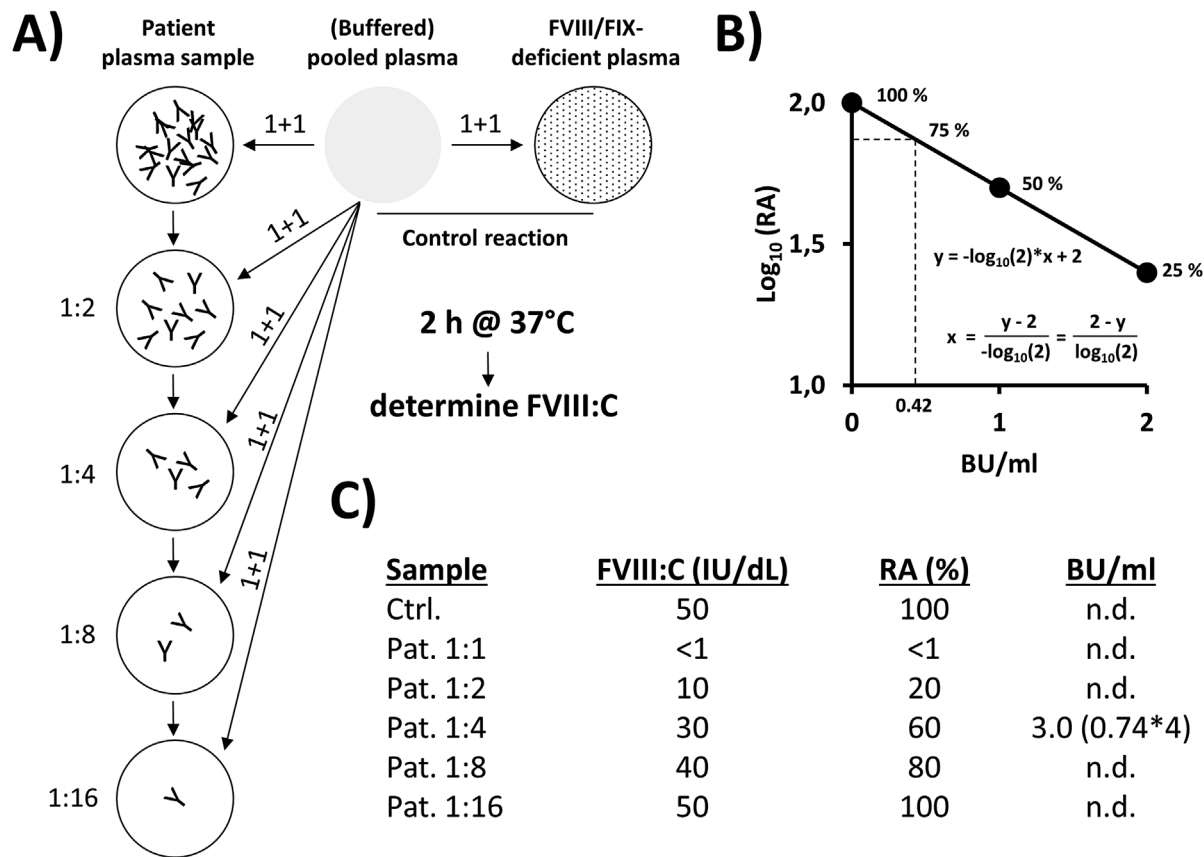 A)
Patient
plasma sample
(Buffered)
pooled plasma
FVIII/FIX-
deficient plasma
1+1
1+1
Control reaction
1+1
1:2
1+1
2 h @ 37°C
determine FVIII:C
1:4
1+1
1:8
1+1
1:16
B)
Log₁₀ (RA)
2,0
1,5
1,0
100 %
75 %
50 %
25 %
y = -log₁₀(2)*x + 2
x = y - 2 / -log₁₀(2) = 2 - y / log₁₀(2)
0.42
0 1 2
BU/ml
C)
Sample FVIII:C (IU/dL) RA (%) BU/ml
Ctrl. 50 100 n.d.
Pat. 1:1 <1 <1 n.d.
Pat. 1:2 10 20 n.d.
Pat. 1:4 30 60 3.0 (0.74*4)
Pat. 1:8 40 80 n.d.
Pat. 1:16 50 100 n.d.